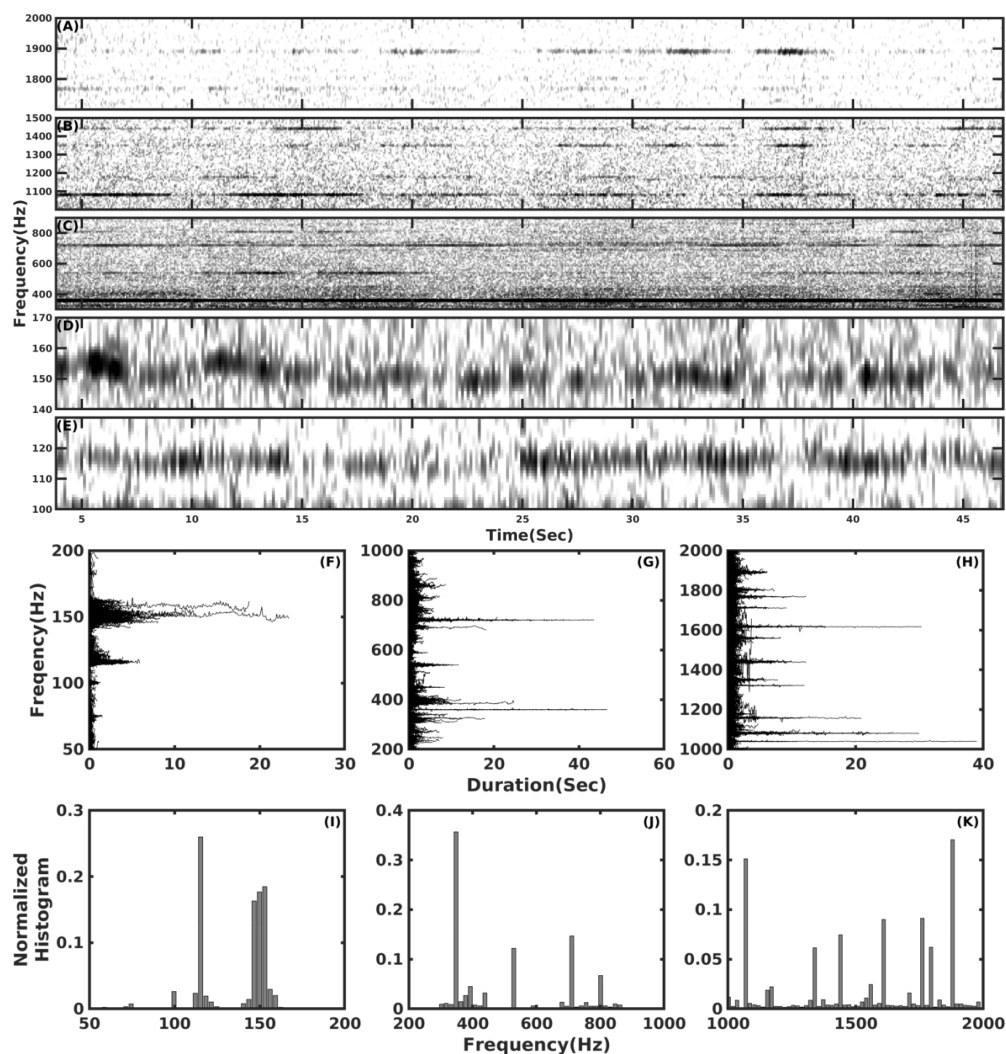 (A)
2000
1900
1800
(B)
1500
1400
1300
1200
1100
(C)
800
600
400
Frequency(Hz)
(D)
170
160
150
140
(E)
120
110
100
5 10 15 20 25 30 35 40 45
Time(Sec)
(F) (G) (H)
200 1000 2000
150 800 1800
600 1600
100 400 1400
1200
50 200 1000
Freqency(Hz)
0 10 20 30 0 20 40 60 0 20 40
Duration(Sec)
(I) (J) (K)
0.3 0.4 0.2
0.2 0.3 0.15
0.2 0.1
0.1 0.1 0.05
0 0 0
Normalized
Histogram
50 100 150 200 200 400 600 800 1000 1000 1500 2000
Frequency(Hz)